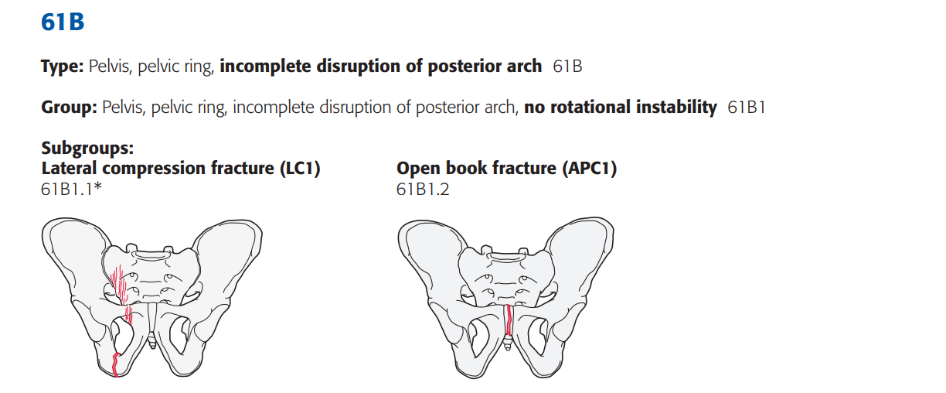 61B
Type: Pelvis, pelvic ring, incomplete disruption of posterior arch 61B
Group: Pelvis, pelvic ring, incomplete disruption of posterior arch, no rotational instability 61B1
Subgroups:
Lateral compression fracture (LC1)
61B1.1*
Open book fracture (APC1)
61B1.2